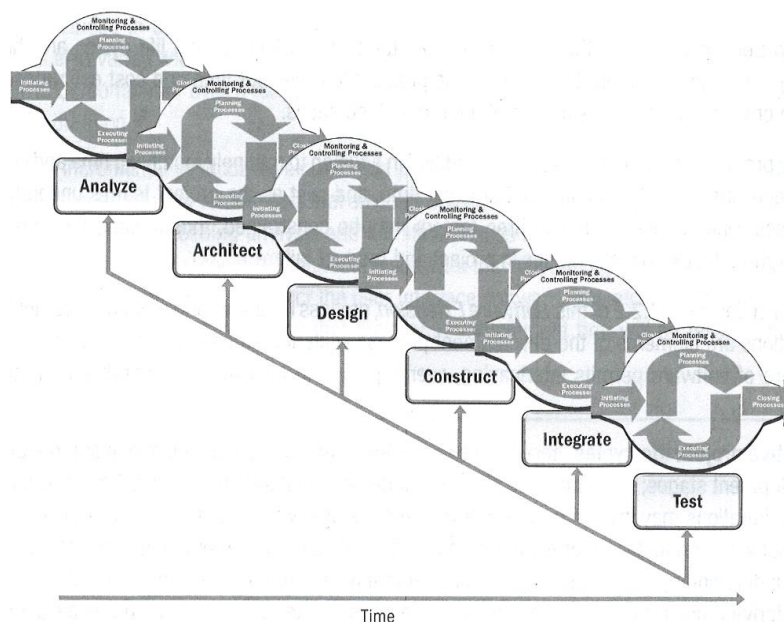 Monitoring &
Controlling Processes
Planning
Processes
Initiating
Processes
Executing
Processes
Analyze
Monitoring &
Controlling Processes
Planning
Processes
Initiating
Processes
Executing
Processes
Architect
Monitoring &
Controlling Processes
Planning
Processes
Initiating
Processes
Executing
Processes
Design
Monitoring &
Controlling Processes
Planning
Processes
Initiating
Processes
Executing
Processes
Construct
Monitoring &
Controlling Processes
Planning
Processes
Initiating
Processes
Executing
Processes
Integrate
Monitoring &
Controlling Processes
Planning
Processes
Initiating
Processes
Closing
Processes
Executing
Processes
Test
Time